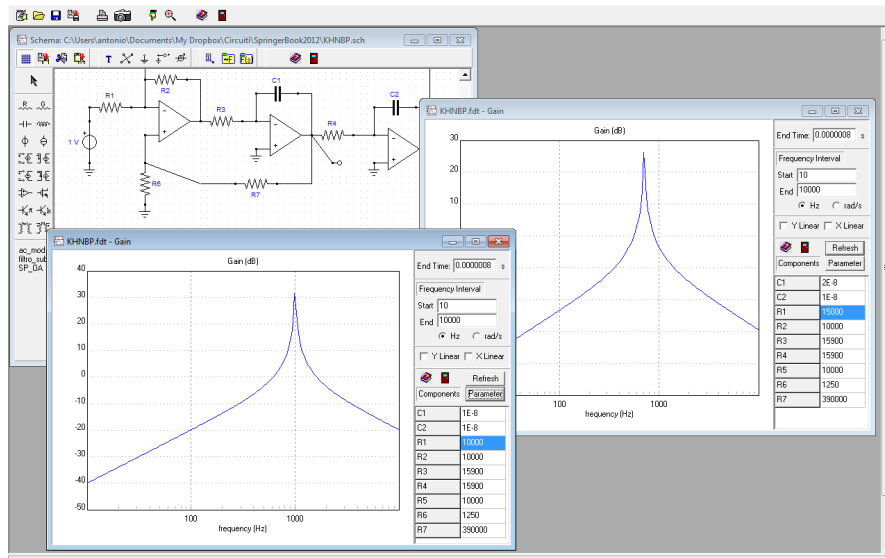 Schema: C:\Users\antonio\Documents\My Dropbox\Circuiti\SpringerBook2012\KHNBP.sch
T
R2
R1
R3
C1
R4
C2
1 V
R6
R7
ac_mod
filtro_sub
SP_OA
KHNBP.fdt - Gain
Gain (dB)
30
20
10
100
1000
frequency (Hz)
End Time: 0.0000008 s
Frequency Interval
Start 10
End 10000
Hz rad/s
Y Linear X Linear
Refresh
Components Parameter
C1 2E-8
C2 1E-8
R1 15000
R2 10000
R3 15900
R4 15900
R5 10000
R6 1250
R7 390000
KHNBP.fdt - Gain
Gain (dB)
40
30
20
10
0
-10
-20
-30
-40
-50
100
1000
frequency (Hz)
End Time: 0.0000008 s
Frequency Interval
Start 10
End 10000
Hz rad/s
Y Linear X Linear
Refresh
Components Parameter
C1 1E-8
C2 1E-8
R1 10000
R2 10000
R3 15900
R4 15900
R5 10000
R6 1250
R7 390000